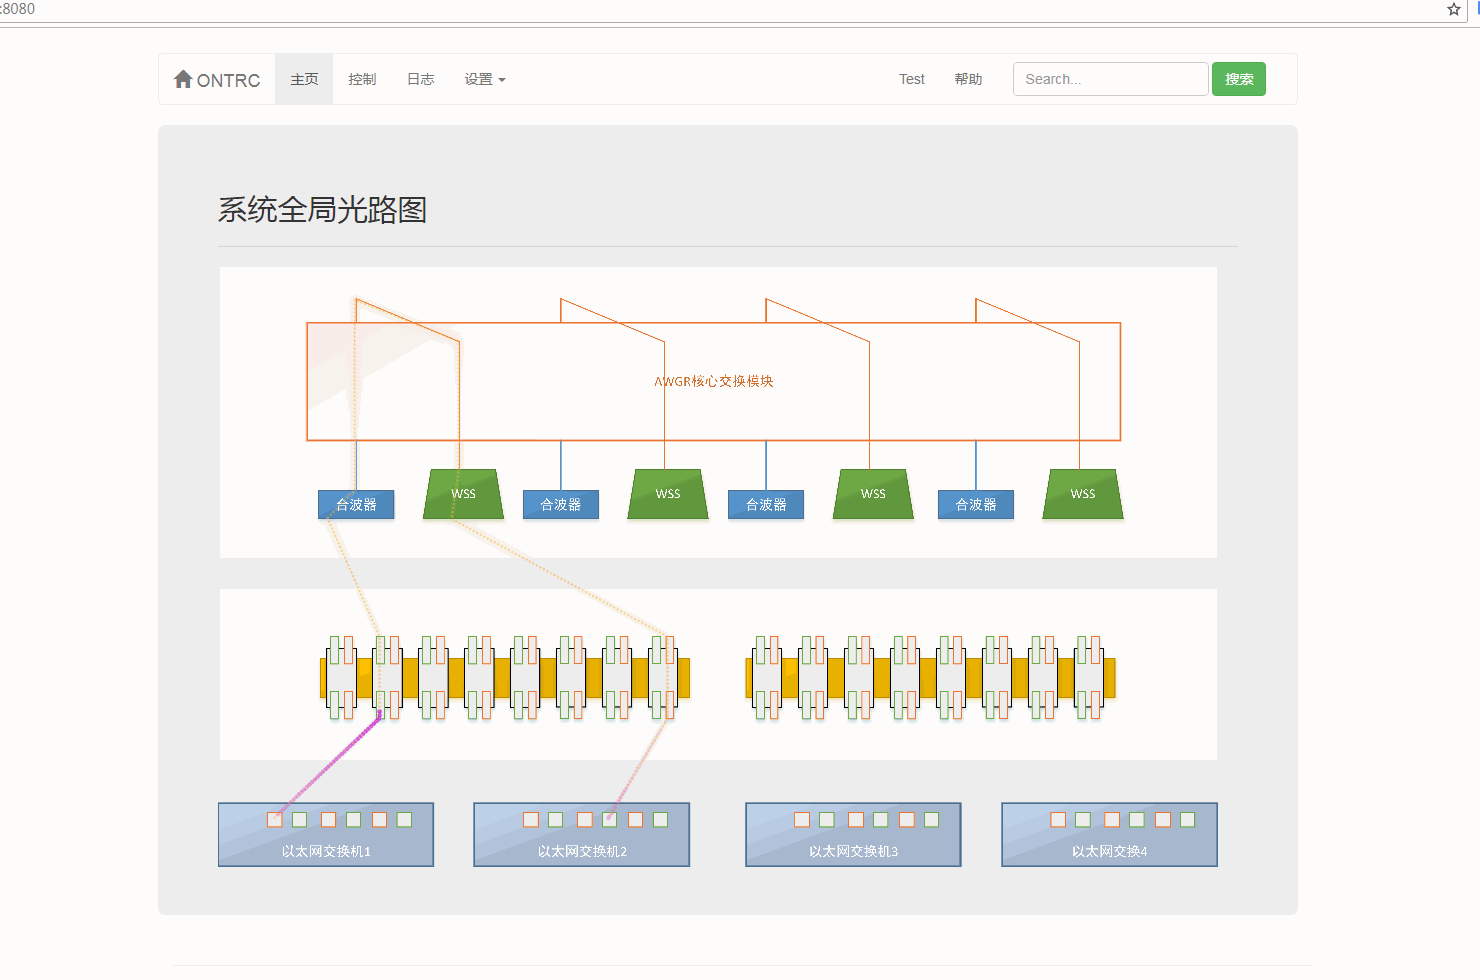 :8080
ONTRC 主页 控制 日志 设置 Test 帮助 Search... 搜索
系统全局光路图
AWGR核心交换模块
合波器 WSS 合波器 WSS 合波器 WSS 合波器 WSS
以太网交换机1 以太网交换机2 以太网交换机3 以太网交换4